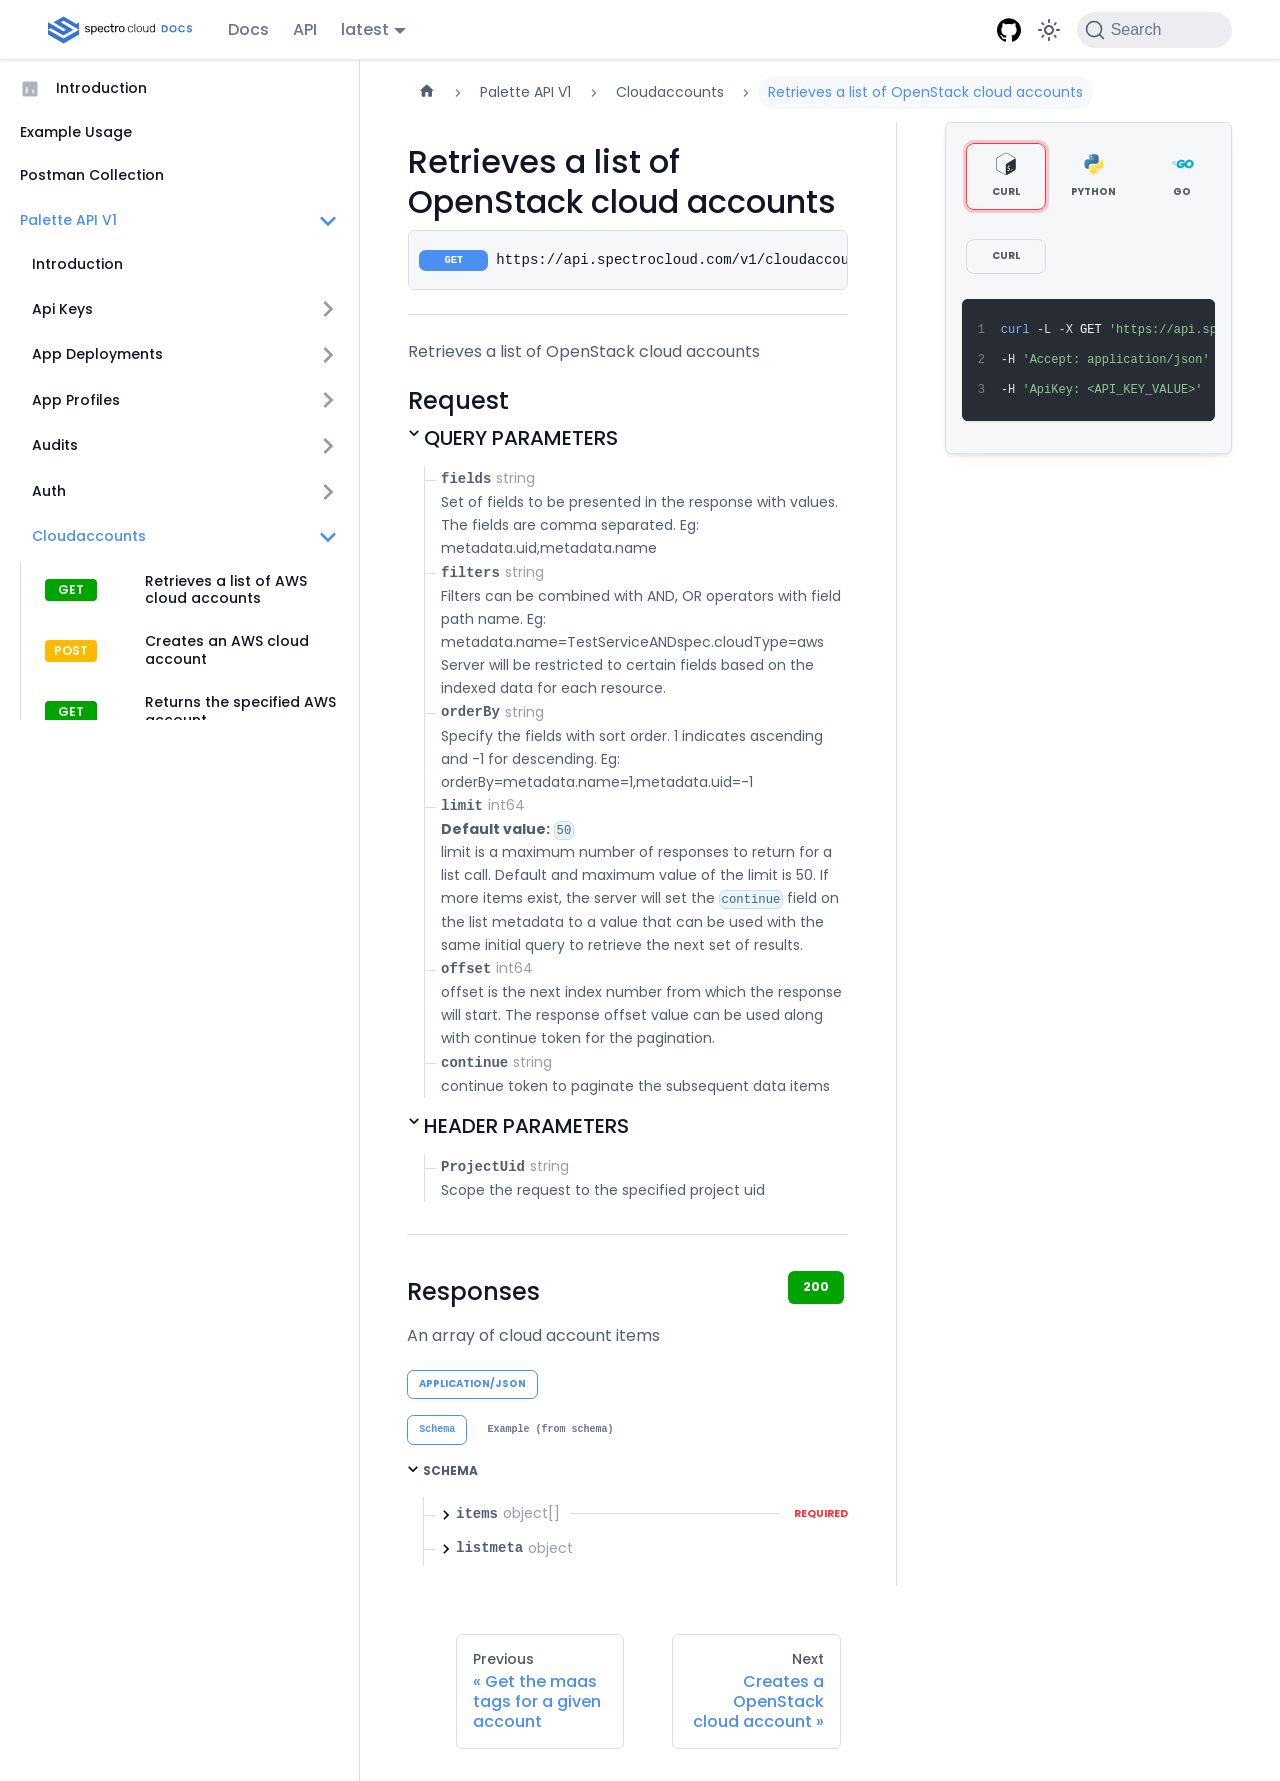 spectro cloud DOCS
Docs
API
latest
Search
Introduction
Example Usage
Postman Collection
Palette API V1
Introduction
Api Keys
App Deployments
App Profiles
Audits
Auth
Cloudaccounts
GET Retrieves a list of AWS
cloud accounts
POST Creates an AWS cloud
account
GET Returns the specified AWS
account
Palette API V1
Cloudaccounts
Retrieves a list of OpenStack cloud accounts
Retrieves a list of
OpenStack cloud accounts
GET https://api.spectrocloud.com/v1/cloudaccou
Retrieves a list of OpenStack cloud accounts
Request
QUERY PARAMETERS
fields string
Set of fields to be presented in the response with values.
The fields are comma separated. Eg:
metadata.uid,metadata.name
filters string
Filters can be combined with AND, OR operators with field
path name. Eg:
metadata.name=TestServiceANDspec.cloudType=aws
Server will be restricted to certain fields based on the
indexed data for each resource.
orderBy string
Specify the fields with sort order. 1 indicates ascending
and -1 for descending. Eg:
orderBy=metadata.name=1,metadata.uid=-1
limit int64
Default value: 50
limit is a maximum number of responses to return for a
list call. Default and maximum value of the limit is 50. If
more items exist, the server will set the continue field on
the list metadata to a value that can be used with the
same initial query to retrieve the next set of results.
offset int64
offset is the next index number from which the response
will start. The response offset value can be used along
with continue token for the pagination.
continue string
continue token to paginate the subsequent data items
HEADER PARAMETERS
ProjectUid string
Scope the request to the specified project uid
Responses
200
An array of cloud account items
APPLICATION/JSON
Schema
Example (from schema)
SCHEMA
items object[] REQUIRED
listmeta object
Previous
« Get the maas
tags for a given
account
Next
Creates a
OpenStack
cloud account »
CURL
PYTHON
GO
CURL
1 curl -L -X GET 'https://api.sp
2 -H 'Accept: application/json'
3 -H 'ApiKey: <API_KEY_VALUE>'